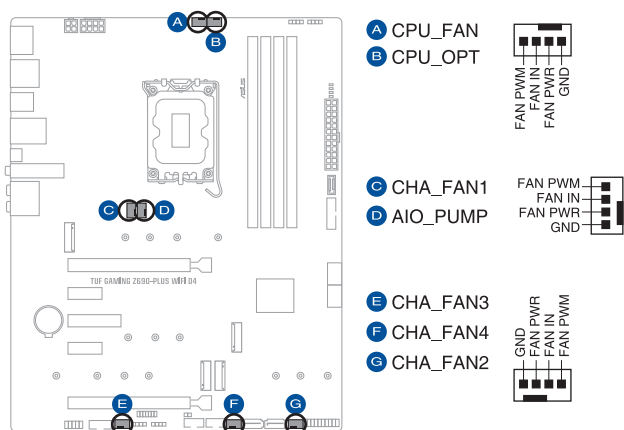 A CPU_FAN
B CPU_OPT
FAN PWM
FAN IN
FAN PWR
GND
A
B
/SUS
C CHA_FAN1
D AIO_PUMP
FAN PWM
FAN IN
FAN PWR
GND
C
D
TUF GAMING Z690-PLUS WIFI D4
E CHA_FAN3
F CHA_FAN4
G CHA_FAN2
GND
FAN PWR
FAN IN
FAN PWM
E
F
G